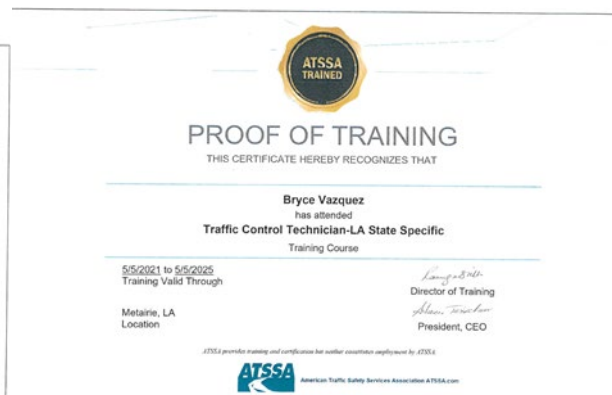 ATSSA
TRAINED
PROOF OF TRAINING
THIS CERTIFICATE HEREBY RECOGNIZES THAT
Bryce Vazquez
has attended
Traffic Control Technician-LA State Specific
Training Course
5/5/2021 to 5/5/2025
Training Valid Through
Director of Training
Metairie, LA
Location
President, CEO
ATSSA provides training and certification but neither constitutes employment by ATSSA.
ATSSA
American Traffic Safety Services Association ATSSA.com